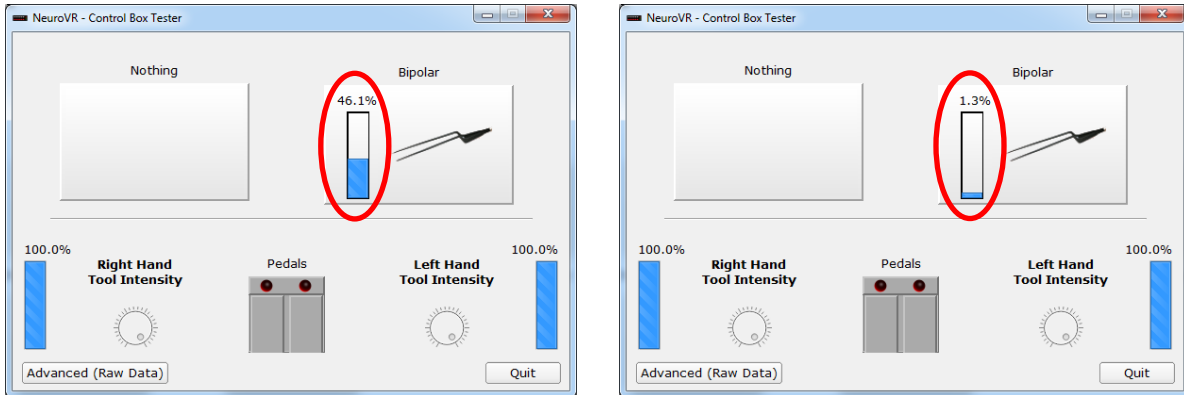 NeuroVR - Control Box Tester
Nothing
Bipolar
46.1%
100.0%
100.0%
Right Hand
Tool Intensity
Pedals
Left Hand
Tool Intensity
Advanced (Raw Data)
Quit
NeuroVR - Control Box Tester
Nothing
Bipolar
1.3%
100.0%
100.0%
Right Hand
Tool Intensity
Pedals
Left Hand
Tool Intensity
Advanced (Raw Data)
Quit